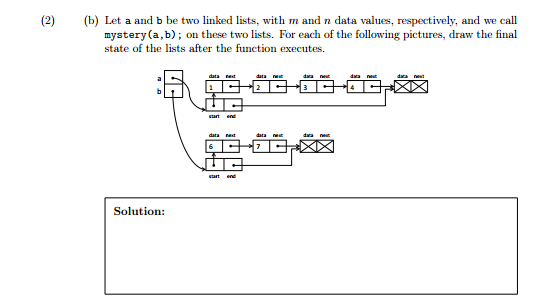 (2) (b) Let a and b be two linked lists, with m and n data values, respectively, and we call
mystery(a,b); on these two lists. For each of the following pictures, draw the final
state of the lists after the function executes.
data next data next data next data next data next
a
1 2 3 4
b
start end
data next data next data next
6 7
start end
Solution: